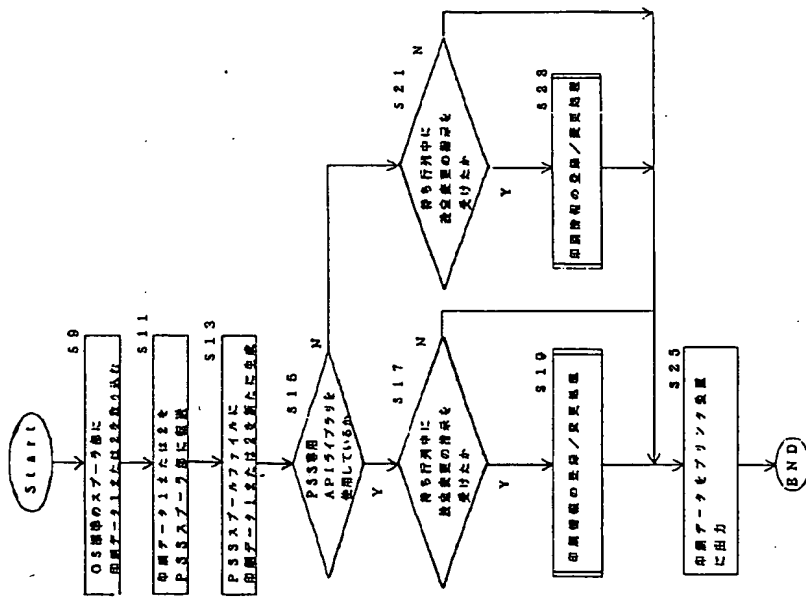 Start
S9
OS標準のスプーラ部に
印刷データ1または2を取り込む
S11
印刷データ1または2を
PSSスプーラ部に転送
S13
PSSスプールファイルに
印刷データ1または2を新たに生成
S15
PSS専用
APIライブラリを
使用しているか
N
Y
S17
待ち行列中に
設定変更の指示を
受けたか
N
Y
S19
印刷情報の登録/変更処理
S21
待ち行列中に
設定変更の指示を
受けたか
N
Y
S23
印刷情報の登録/変更処理
S25
印刷データをプリンタ装置
に出力
END